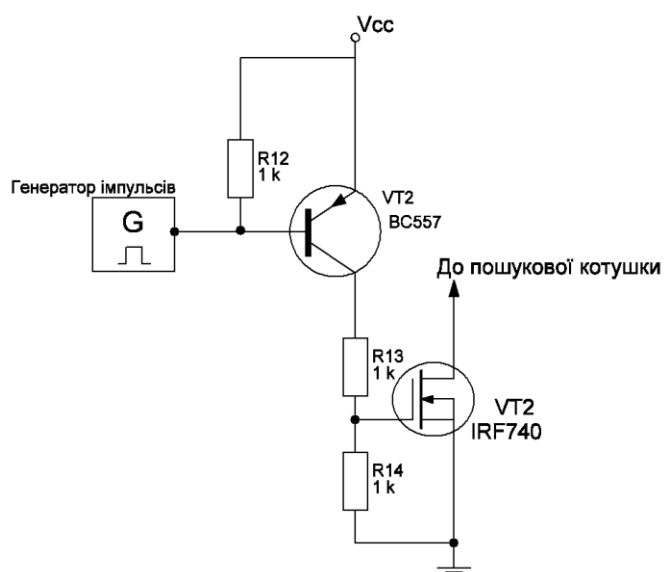 Vcc
R12
1 k
Генератор імпульсів
G
VT2
BC557
До пошукової котушки
R13
1 k
VT2
IRF740
R14
1 k